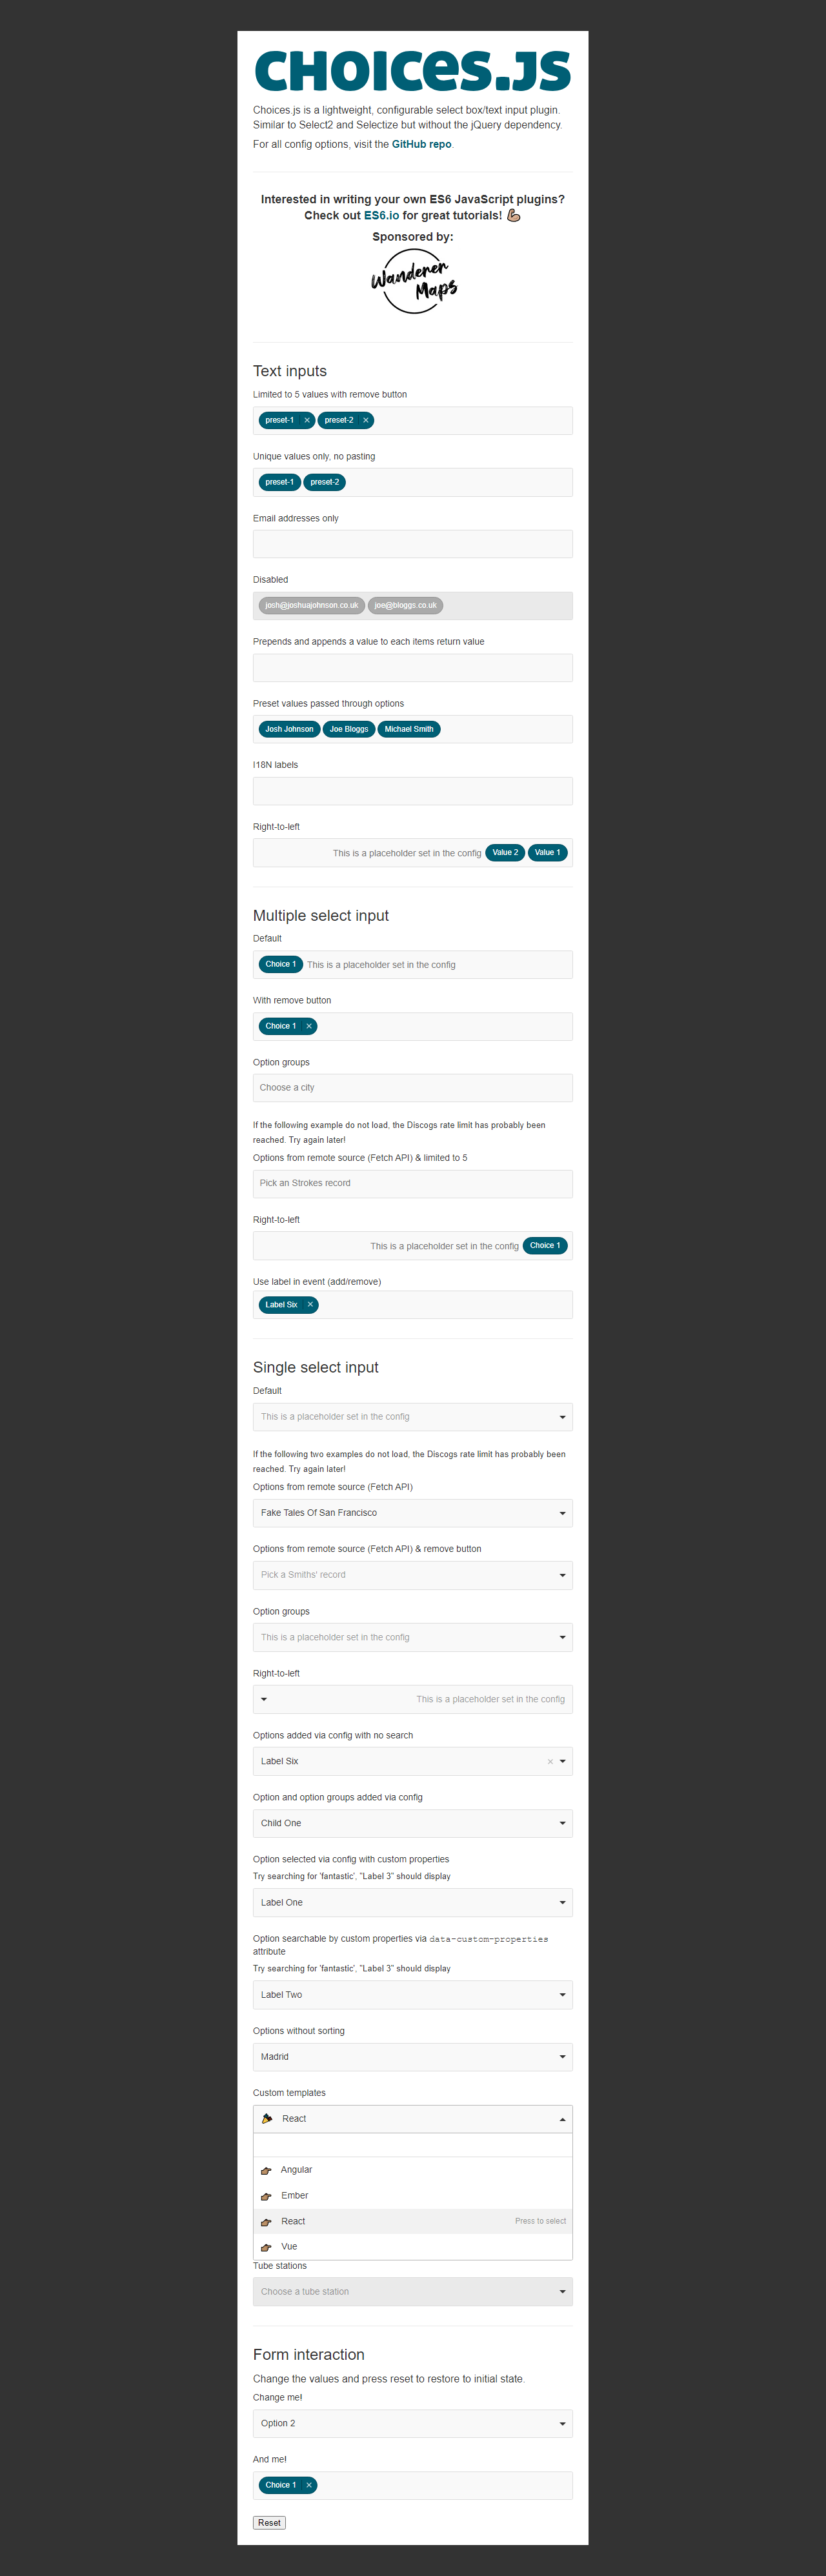 CHOICES.JS
Choices.js is a lightweight, configurable select box/text input plugin.
Similar to Select2 and Selectize but without the jQuery dependency.
For all config options, visit the GitHub repo.
Interested in writing your own ES6 JavaScript plugins?
Check out ES6.io for great tutorials! 💪🏽
Sponsored by:
Wanderer
Maps
Text inputs
Limited to 5 values with remove button
preset-1 × preset-2 ×
Unique values only, no pasting
preset-1 preset-2
Email addresses only
Disabled
josh@joshuajohnson.co.uk joe@bloggs.co.uk
Prepends and appends a value to each items return value
Preset values passed through options
Josh Johnson Joe Bloggs Michael Smith
I18N labels
Right-to-left
This is a placeholder set in the config Value 2 Value 1
Multiple select input
Default
Choice 1 This is a placeholder set in the config
With remove button
Choice 1 ×
Option groups
Choose a city
If the following example do not load, the Discogs rate limit has probably been
reached. Try again later!
Options from remote source (Fetch API) & limited to 5
Pick an Strokes record
Right-to-left
This is a placeholder set in the config Choice 1
Use label in event (add/remove)
Label Six ×
Single select input
Default
This is a placeholder set in the config
If the following two examples do not load, the Discogs rate limit has probably been
reached. Try again later!
Options from remote source (Fetch API)
Fake Tales Of San Francisco
Options from remote source (Fetch API) & remove button
Pick a Smiths' record
Option groups
This is a placeholder set in the config
Right-to-left
This is a placeholder set in the config
Options added via config with no search
Label Six ×
Option and option groups added via config
Child One
Option selected via config with custom properties
Try searching for 'fantastic', "Label 3" should display
Label One
Option searchable by custom properties via data-custom-properties
attribute
Try searching for 'fantastic', "Label 3" should display
Label Two
Options without sorting
Madrid
Custom templates
🎉 React
👉🏽 Angular
👉🏽 Ember
👉🏽 React Press to select
👉🏽 Vue
Tube stations
Choose a tube station
Form interaction
Change the values and press reset to restore to initial state.
Change me!
Option 2
And me!
Choice 1 ×
Reset